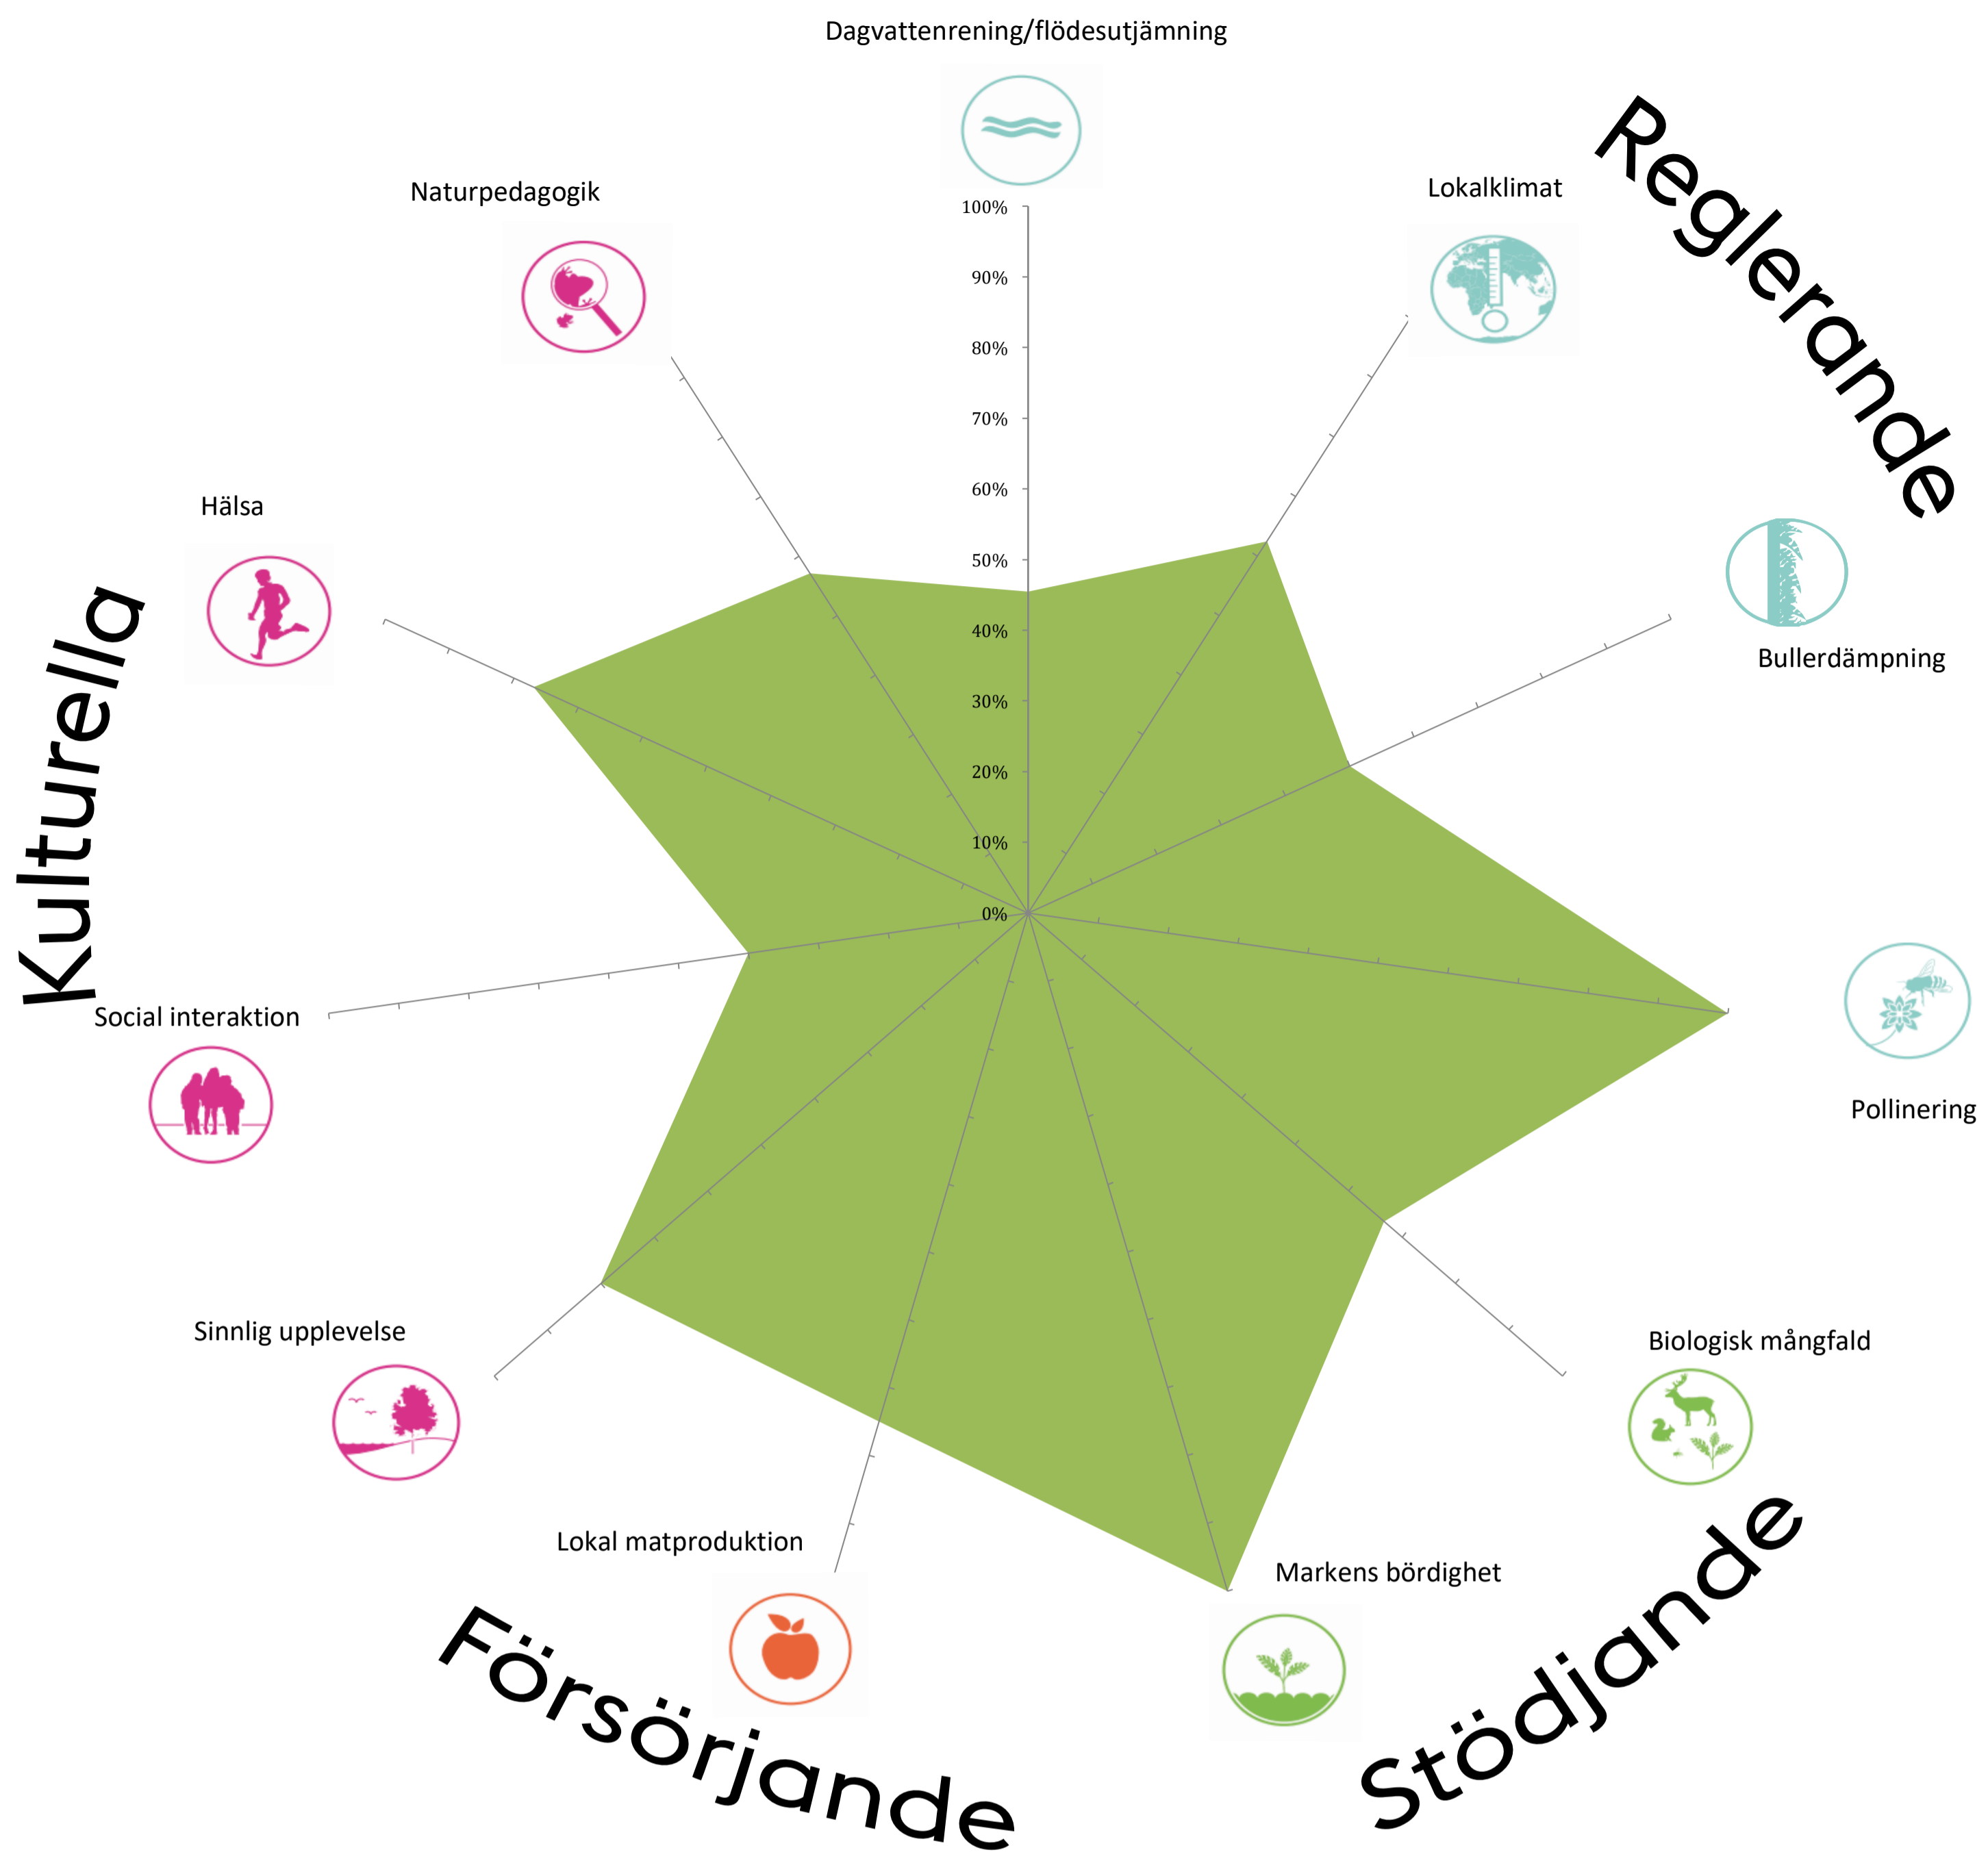 Dagvattenrening/flödesutjämning
Reglerande
Naturpedagogik
Lokalklimat
100%
90%
80%
70%
60%
50%
40%
30%
20%
10%
0%
Hälsa
Bullerdämpning
Kulturella
Social interaktion
Pollinering
Sinnlig upplevelse
Biologisk mångfald
Lokal matproduktion
Markens bördighet
Försörjande
Stödjande